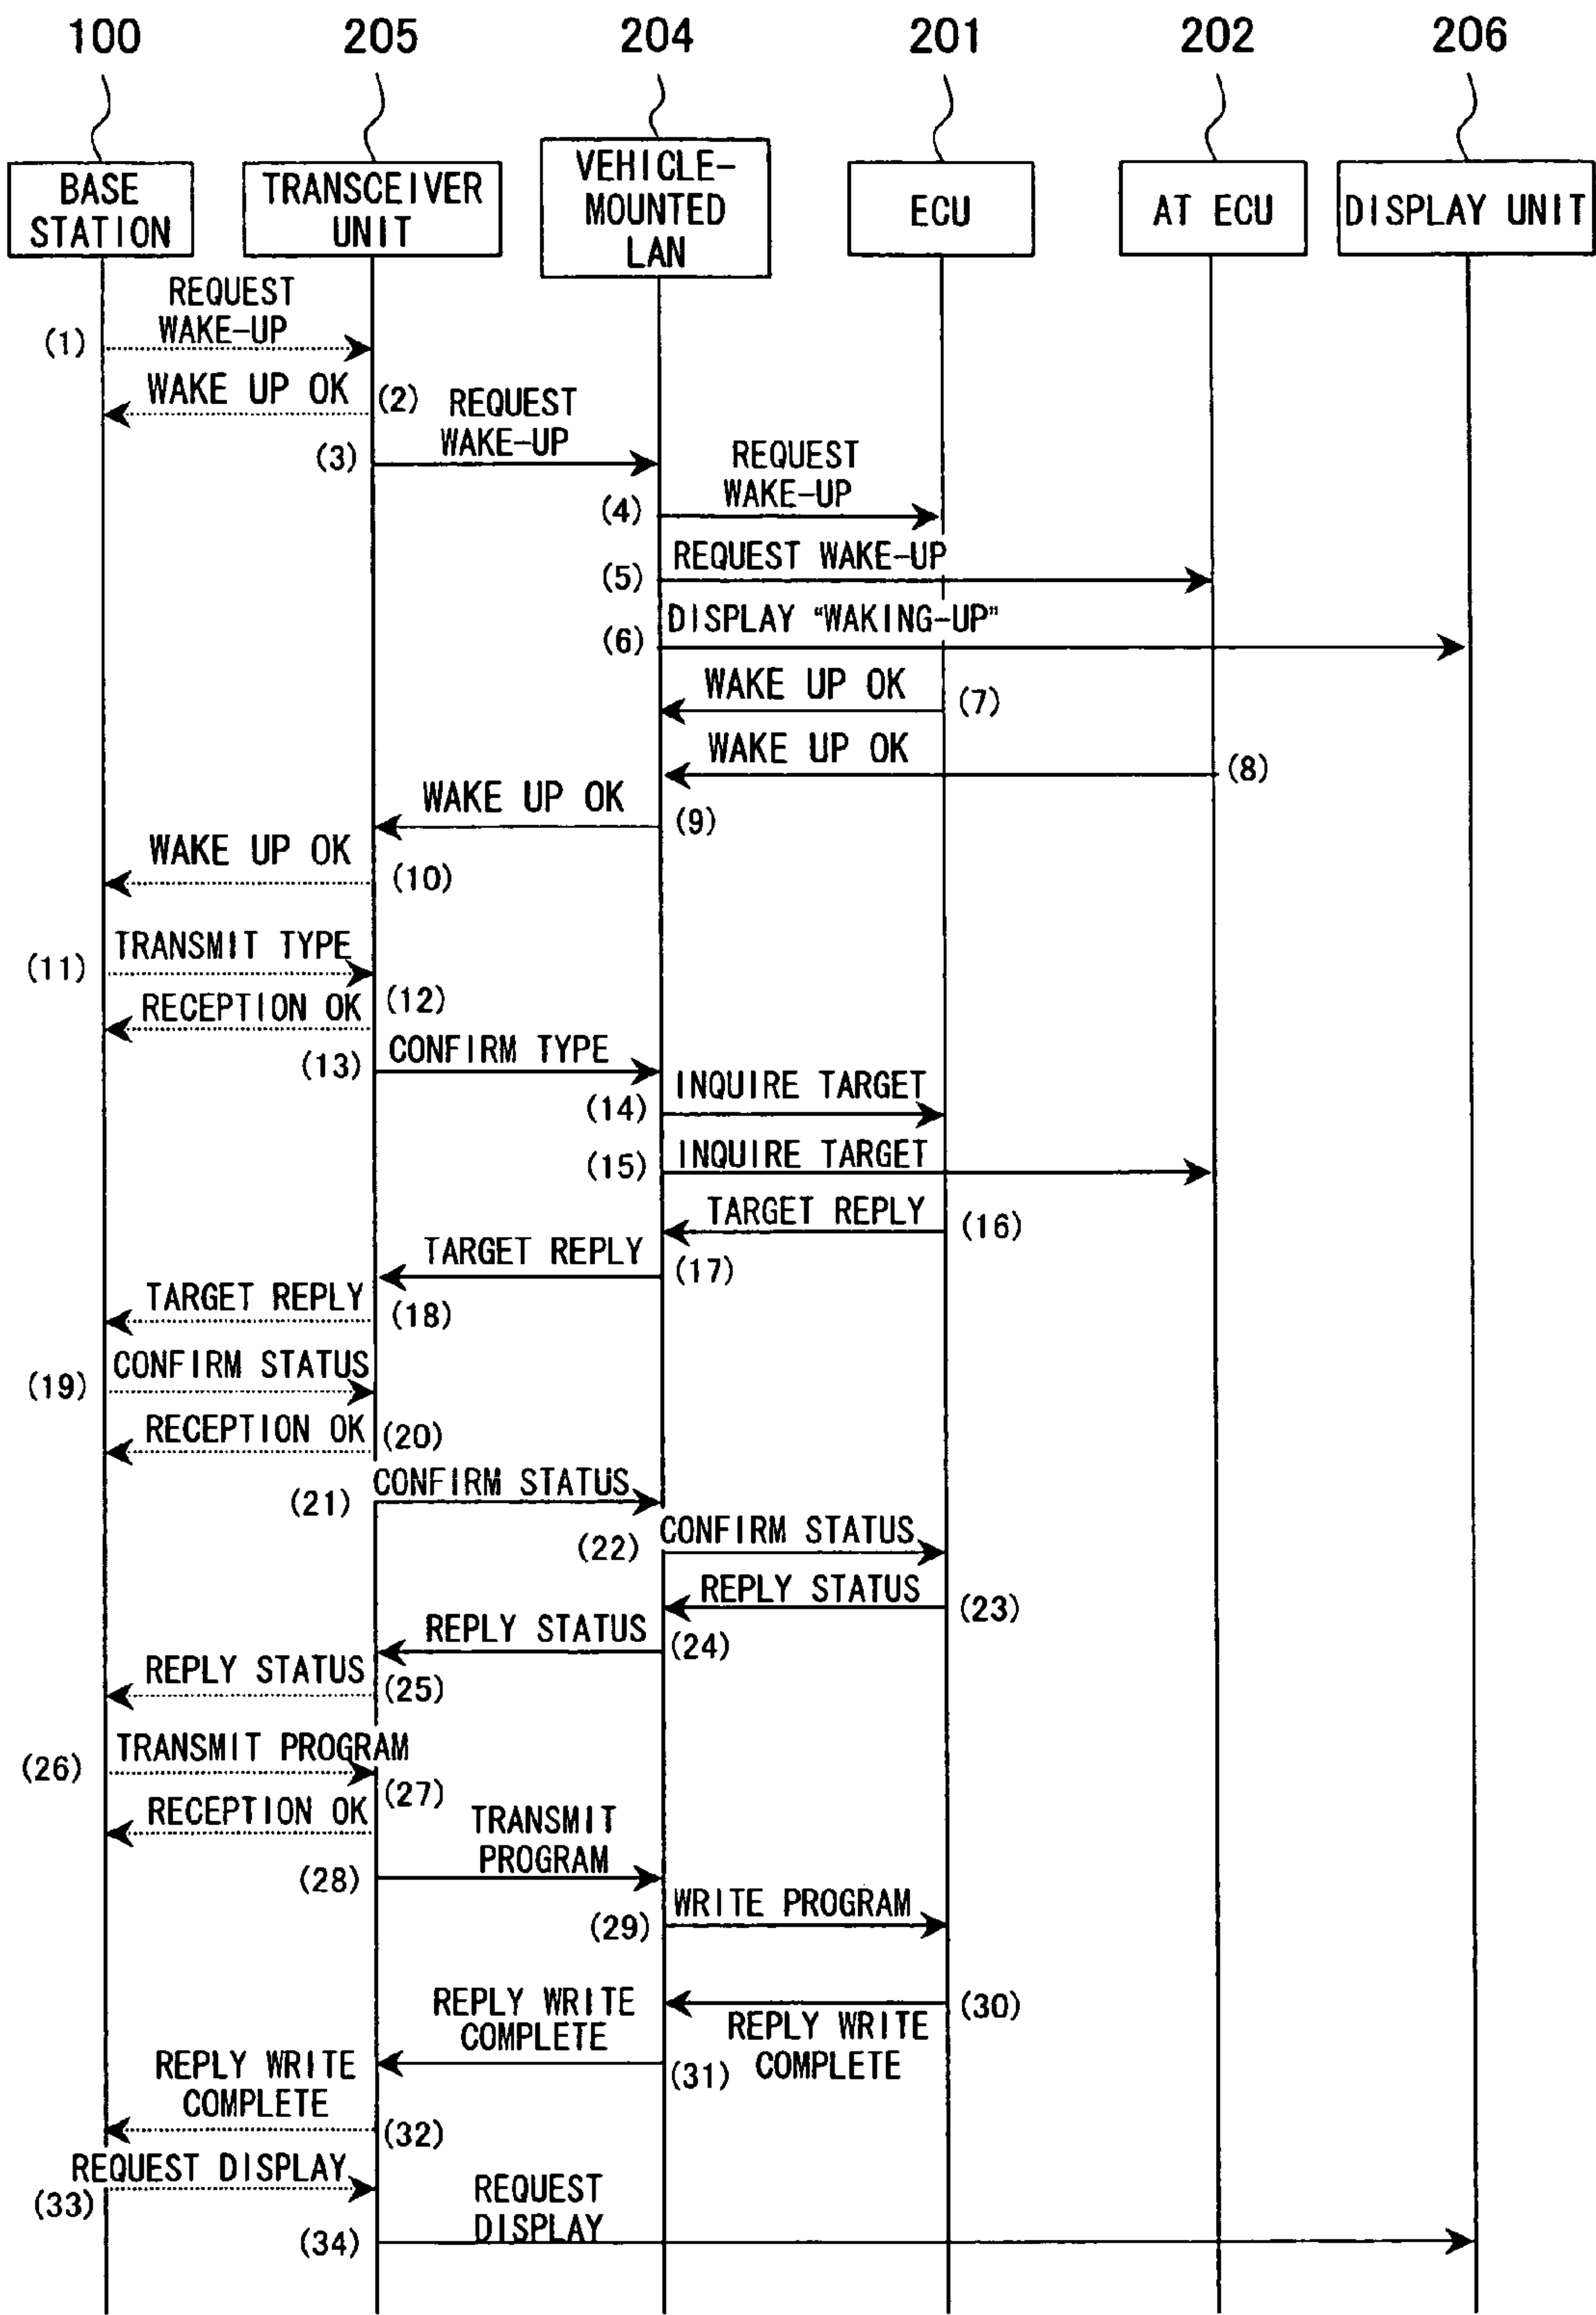 100 205 204 201 202 206
BASE
STATION
TRANSCEIVER
UNIT
VEHICLE-
MOUNTED
LAN
ECU
AT ECU
DISPLAY UNIT
REQUEST
WAKE-UP
(1)
WAKE UP OK
(2)
REQUEST
WAKE-UP
(3)
REQUEST
WAKE-UP
(4)
REQUEST WAKE-UP
(5)
DISPLAY “WAKING-UP”
(6)
WAKE UP OK
(7)
WAKE UP OK
(8)
WAKE UP OK
(9)
WAKE UP OK
(10)
TRANSMIT TYPE
(11)
RECEPTION OK
(12)
CONFIRM TYPE
(13)
INQUIRE TARGET
(14)
INQUIRE TARGET
(15)
TARGET REPLY
(16)
TARGET REPLY
(17)
TARGET REPLY
(18)
CONFIRM STATUS
(19)
RECEPTION OK
(20)
CONFIRM STATUS
(21)
CONFIRM STATUS
(22)
REPLY STATUS
(23)
REPLY STATUS
(24)
REPLY STATUS
(25)
TRANSMIT PROGRAM
(26)
RECEPTION OK
(27)
TRANSMIT
PROGRAM
(28)
WRITE PROGRAM
(29)
REPLY WRITE
COMPLETE
(30)
REPLY WRITE
COMPLETE
(31)
REPLY WRITE
COMPLETE
(32)
REQUEST DISPLAY
(33)
REQUEST
DISPLAY
(34)